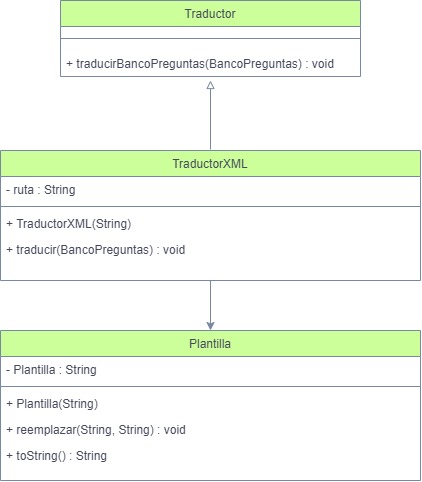 Traductor
+ traducirBancoPreguntas(BancoPreguntas) : void
TraductorXML
- ruta : String
+ TraductorXML(String)
+ traducir(BancoPreguntas) : void
Plantilla
- Plantilla : String
+ Plantilla(String)
+ reemplazar(String, String) : void
+ toString() : String